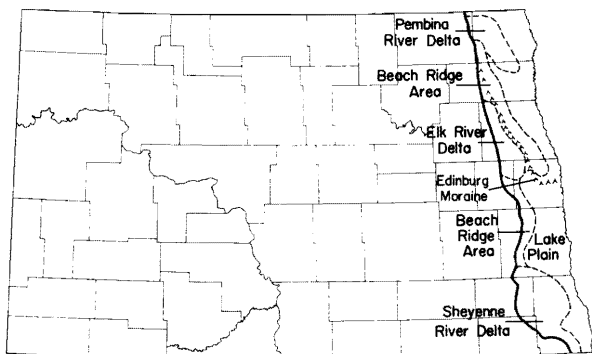 Pembina
River Delta
Beach Ridge
Area
Elk River
Delta
Edinburg
Moraine
Beach
Ridge
Area
Lake
Plain
Sheyenne
River Delta